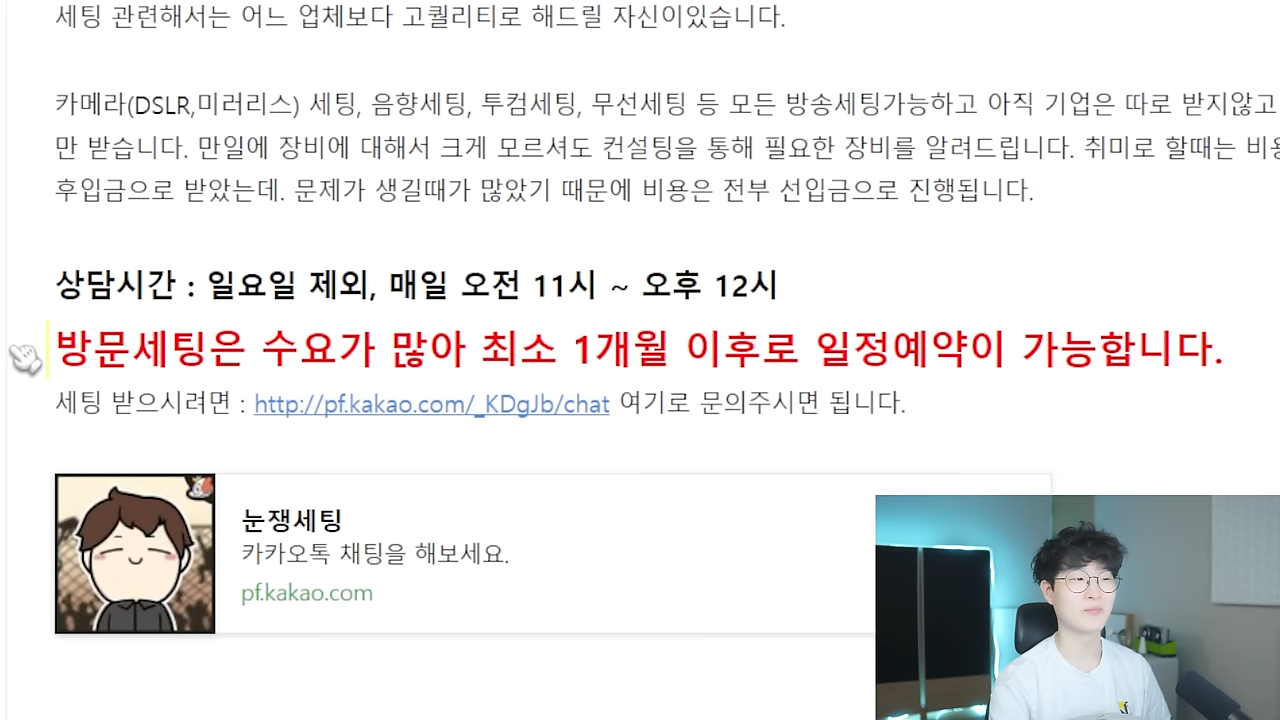 세팅 관련해서는 어느 업체보다 고퀄리티로 해드릴 자신이있습니다.
카메라(DSLR,미러리스) 세팅, 음향세팅, 투컴세팅, 무선세팅 등 모든 방송세팅가능하고 아직 기업은 따로 받지않고
만 받습니다. 만일에 장비에 대해서 크게 모르셔도 컨설팅을 통해 필요한 장비를 알려드립니다. 취미로 할때는
후입금으로 받았는데. 문제가 생길때가 많았기 때문에 비용은 전부 선입금으로 진행됩니다.
상담시간 : 일요일 제외, 매일 오전 11시 ~ 오후 12시
방문세팅은 수요가 많아 최소 1개월 이후로 일정예약이 가능합니다.
세팅 받으시려면 : http://pf.kakao.com/_KDgJb/chat 여기로 문의주시면 됩니다.
눈쟁세팅
카카오톡 채팅을 해보세요.
pf.kakao.com